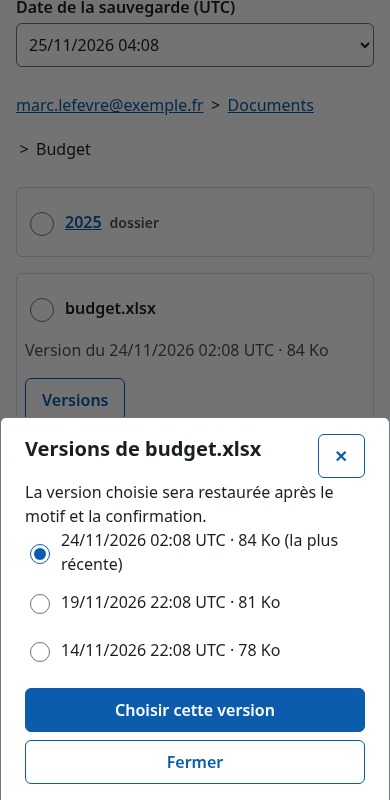 Date de la sauvegarde (UTC)
25/11/2026 04:08
marc.lefevre@exemple.fr > Documents
> Budget
2025 dossier
budget.xlsx
Version du 24/11/2026 02:08 UTC · 84 Ko
Versions
Versions de budget.xlsx
×
La version choisie sera restaurée après le
motif et la confirmation.
24/11/2026 02:08 UTC · 84 Ko (la plus
récente)
19/11/2026 22:08 UTC · 81 Ko
14/11/2026 22:08 UTC · 78 Ko
Choisir cette version
Fermer